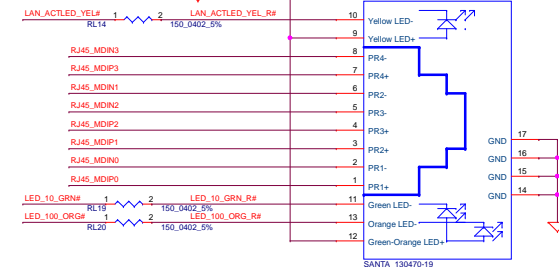 LAN_ACTLED_YEL# 1 2 LAN_ACTLED_YEL_R# 10 Yellow LED-
RL14 150_0402_5%
9 Yellow LED+
RJ45_MDIN3 8 PR4-
RJ45_MDIP3 7 PR4+
RJ45_MDIN1 6 PR2-
RJ45_MDIN2 5 PR3-
RJ45_MDIP2 4 PR3+
RJ45_MDIP1 3 PR2+
RJ45_MDIN0 2 PR1-
RJ45_MDIP0 1 PR1+
GND 17
GND 16
GND 15
GND 14
LED_10_GRN# 1 2 LED_10_GRN_R# 11 Green LED-
RL19 150_0402_5%
LED_100_ORG# 1 2 LED_100_ORG_R# 13 Orange LED-
RL20 150_0402_5%
12 Green-Orange LED+
SANTA_130470-19